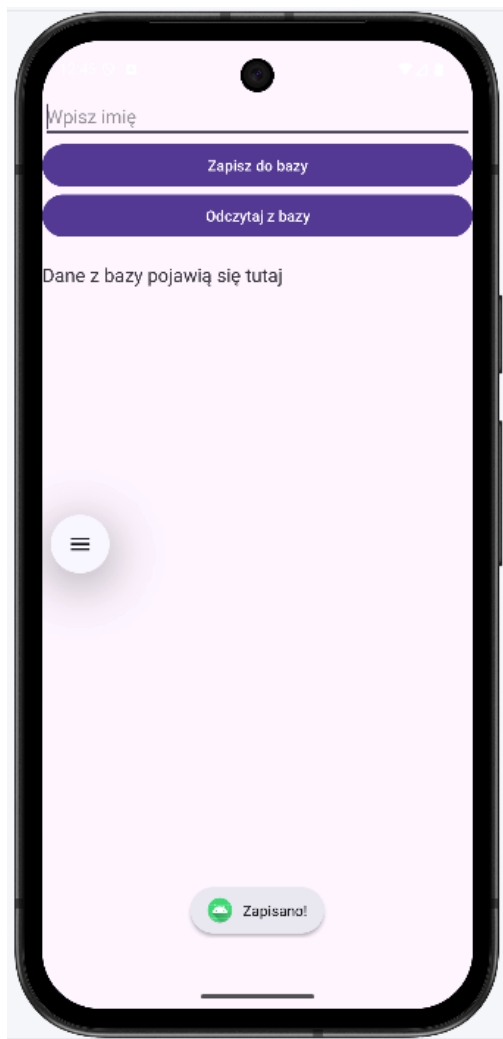 Wpisz imię
Zapisz do bazy
Odczytaj z bazy
Dane z bazy pojawią się tutaj
Zapisano!